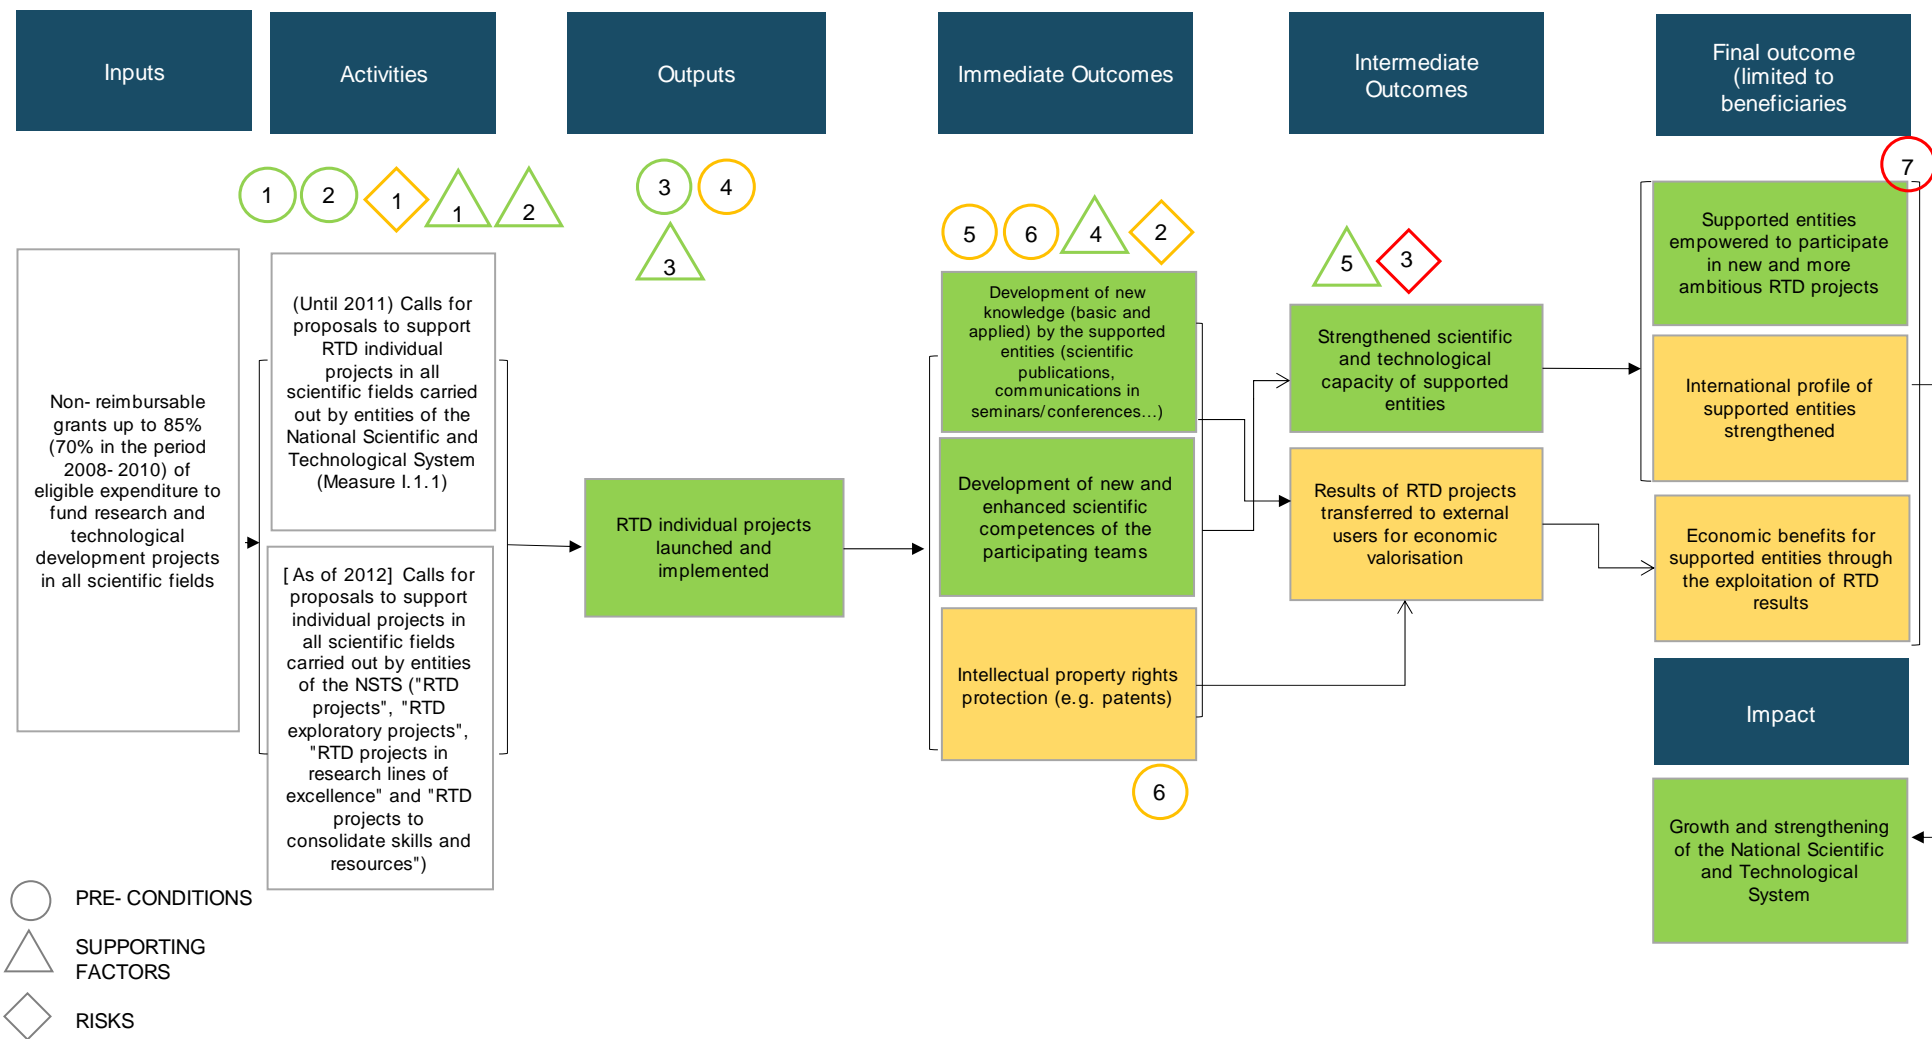 Inputs
Activities
Outputs
Immediate Outcomes
Intermediate
Outcomes
Final outcome
(limited to
beneficiaries
1
2
1
1
2
3
4
3
5
6
4
2
5
3
7
Non- reimbursable
grants up to 85%
(70% in the period
2008- 2010) of
eligible expenditure to
fund research and
technological
development projects
in all scientific fields
(Until 2011) Calls for
proposals to support
RTD individual
projects in all
scientific fields carried
out by entities of the
National Scientific and
Technological System
(Measure I.1.1)
[As of 2012] Calls for
proposals to support
individual projects in
all scientific fields
carried out by entities
of the NSTS ("RTD
projects", "RTD
exploratory projects",
"RTD projects in
research lines of
excellence" and "RTD
projects to
consolidate skills and
resources")
RTD individual projects
launched and
implemented
Development of new
knowledge (basic and
applied) by the supported
entities (scientific
publications,
communications in
seminars/conferences...)
Development of new and
enhanced scientific
competences of the
participating teams
Intellectual property rights
protection (e.g. patents)
6
Strengthened scientific
and technological
capacity of supported
entities
Results of RTD projects
transferred to external
users for economic
valorisation
Supported entities
empowered to participate
in new and more
ambitious RTD projects
International profile of
supported entities
strengthened
Economic benefits for
supported entities through
the exploitation of RTD
results
Impact
Growth and strengthening
of the National Scientific
and Technological
System
PRE- CONDITIONS
SUPPORTING
FACTORS
RISKS